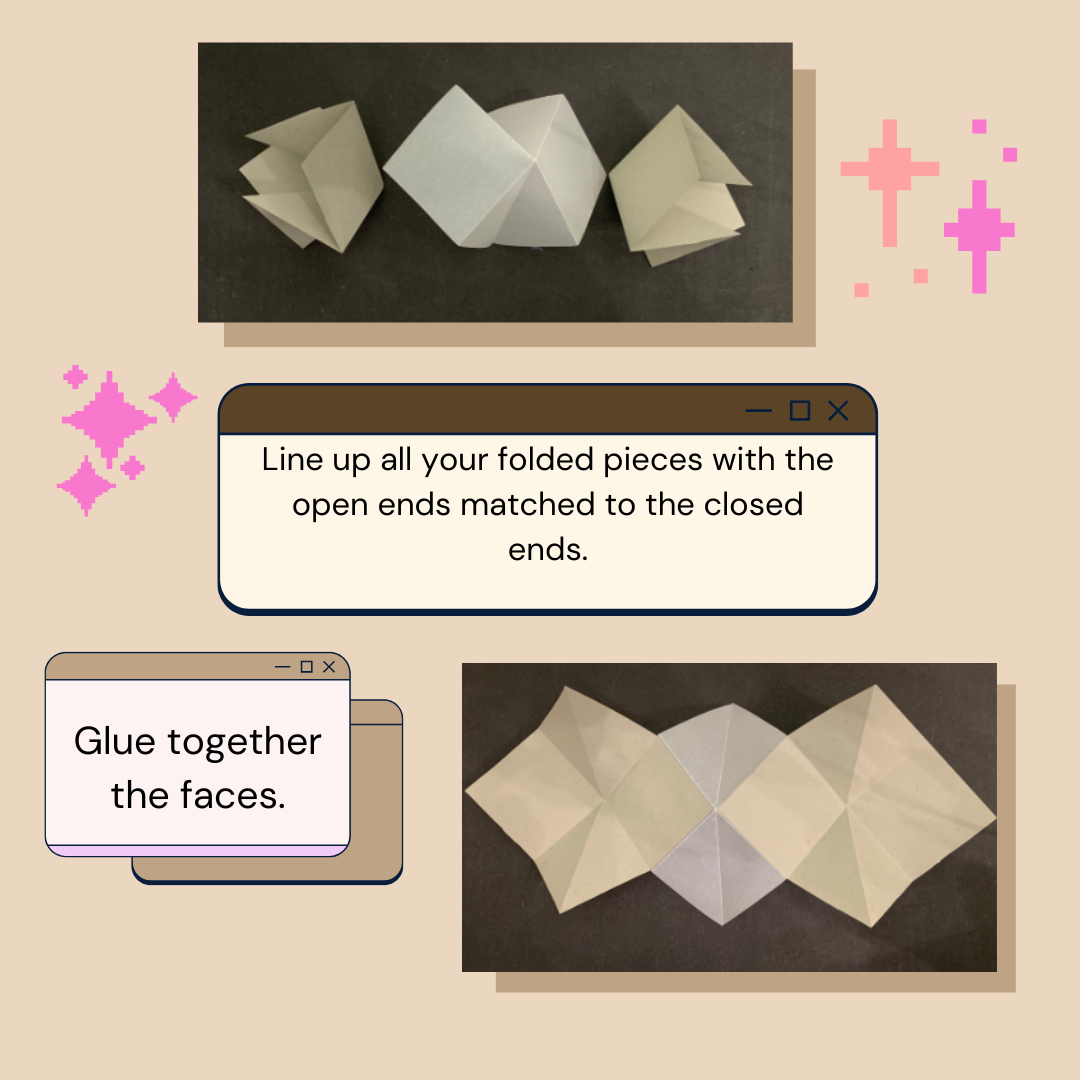 Line up all your folded pieces with the
open ends matched to the closed
ends.
Glue together
the faces.